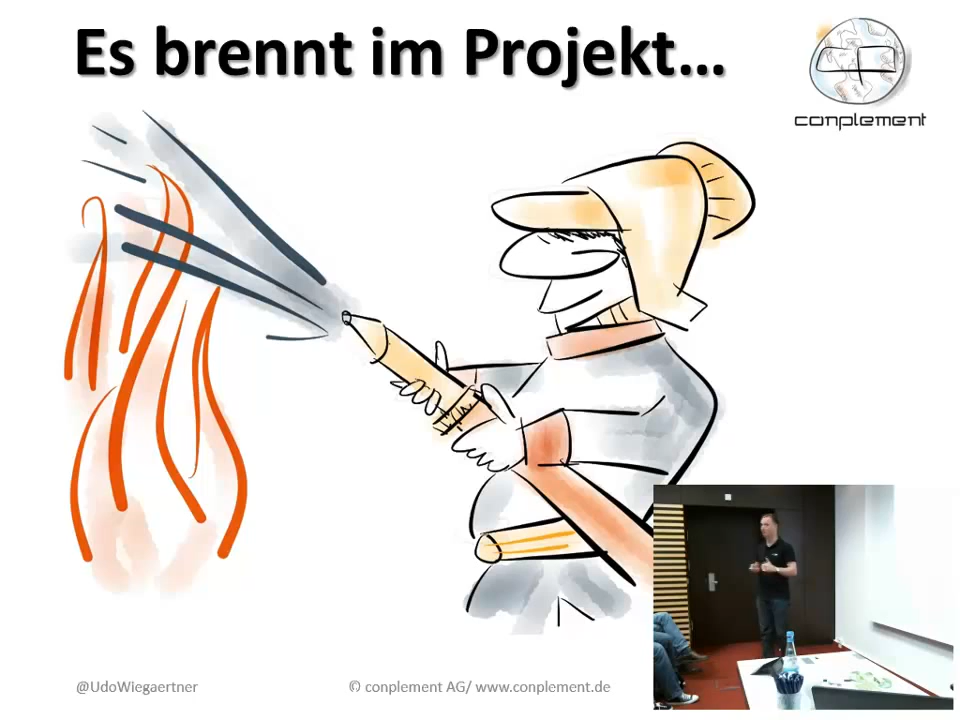 Es brennt im Projekt...
conplement
@UdoWiegaertner
© conplement AG/ www.conplement.de